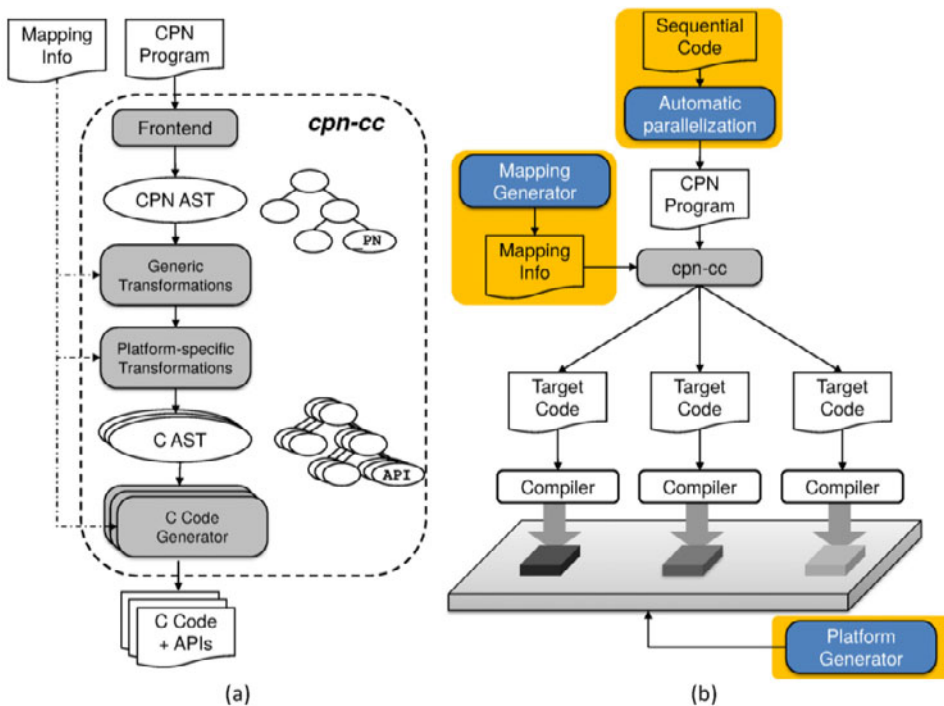 Mapping
Info
CPN
Program
cpn-cc
Frontend
CPN AST
_PN
Generic
Transformations
Platform-specific
Transformations
C AST
API
C Code
Generator
C Code
+ APIs
(a)
Sequential
Code
Automatic
parallelization
Mapping
Generator
CPN
Program
Mapping
Info
cpn-cc
Target
Code
Target
Code
Target
Code
Compiler
Compiler
Compiler
Platform
Generator
(b)